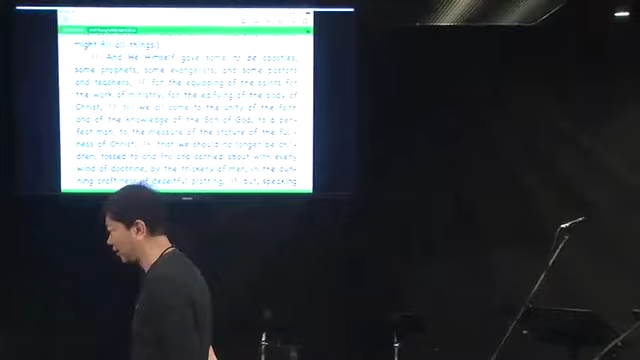 might fill all things.)
11 And He Himself gave some to be apostles,
some prophets, some evangelists, and some pastors
and teachers, 12 for the equipping of the saints for
the work of ministry, for the edifying of the body of
Christ, 13 till we all come to the unity of the faith
and of the knowledge of the Son of God, to a per-
fect man, to the measure of the stature of the ful-
ness of Christ; 14 that we should no longer be chil-
dren, tossed to and fro and carried about with every
wind of doctrine, by the trickery of men, in the cun-
ning craftiness of deceitful plotting, 15 but, speaking